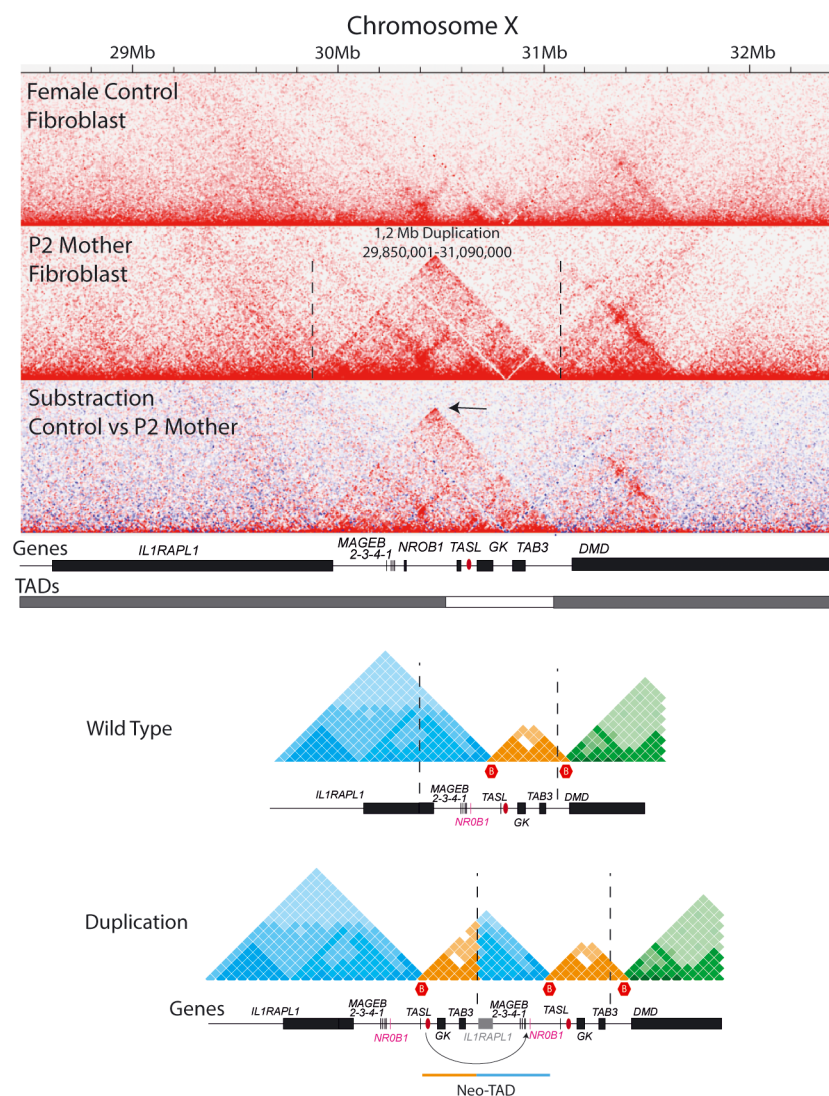 Chromosome X
29Mb 30Mb 31Mb 32Mb
Female Control
Fibroblast
1,2 Mb Duplication
29,850,001-31,090,000
P2 Mother
Fibroblast
Substraction
Control vs P2 Mother
Genes
IL1RAPL1
MAGEB
2-3-4-1
NROB1
TASL
GK
TAB3
DMD
TADs
Wild Type
B B
IL1RAPL1
MAGEB
2-3-4-1
NR0B1
TASL
GK
TAB3
DMD
Duplication
B B B
Genes
IL1RAPL1
MAGEB
2-3-4-1
NR0B1
TASL
GK
TAB3
IL1RAPL1
MAGEB
2-3-4-1
NR0B1
TASL
GK
TAB3
DMD
Neo-TAD